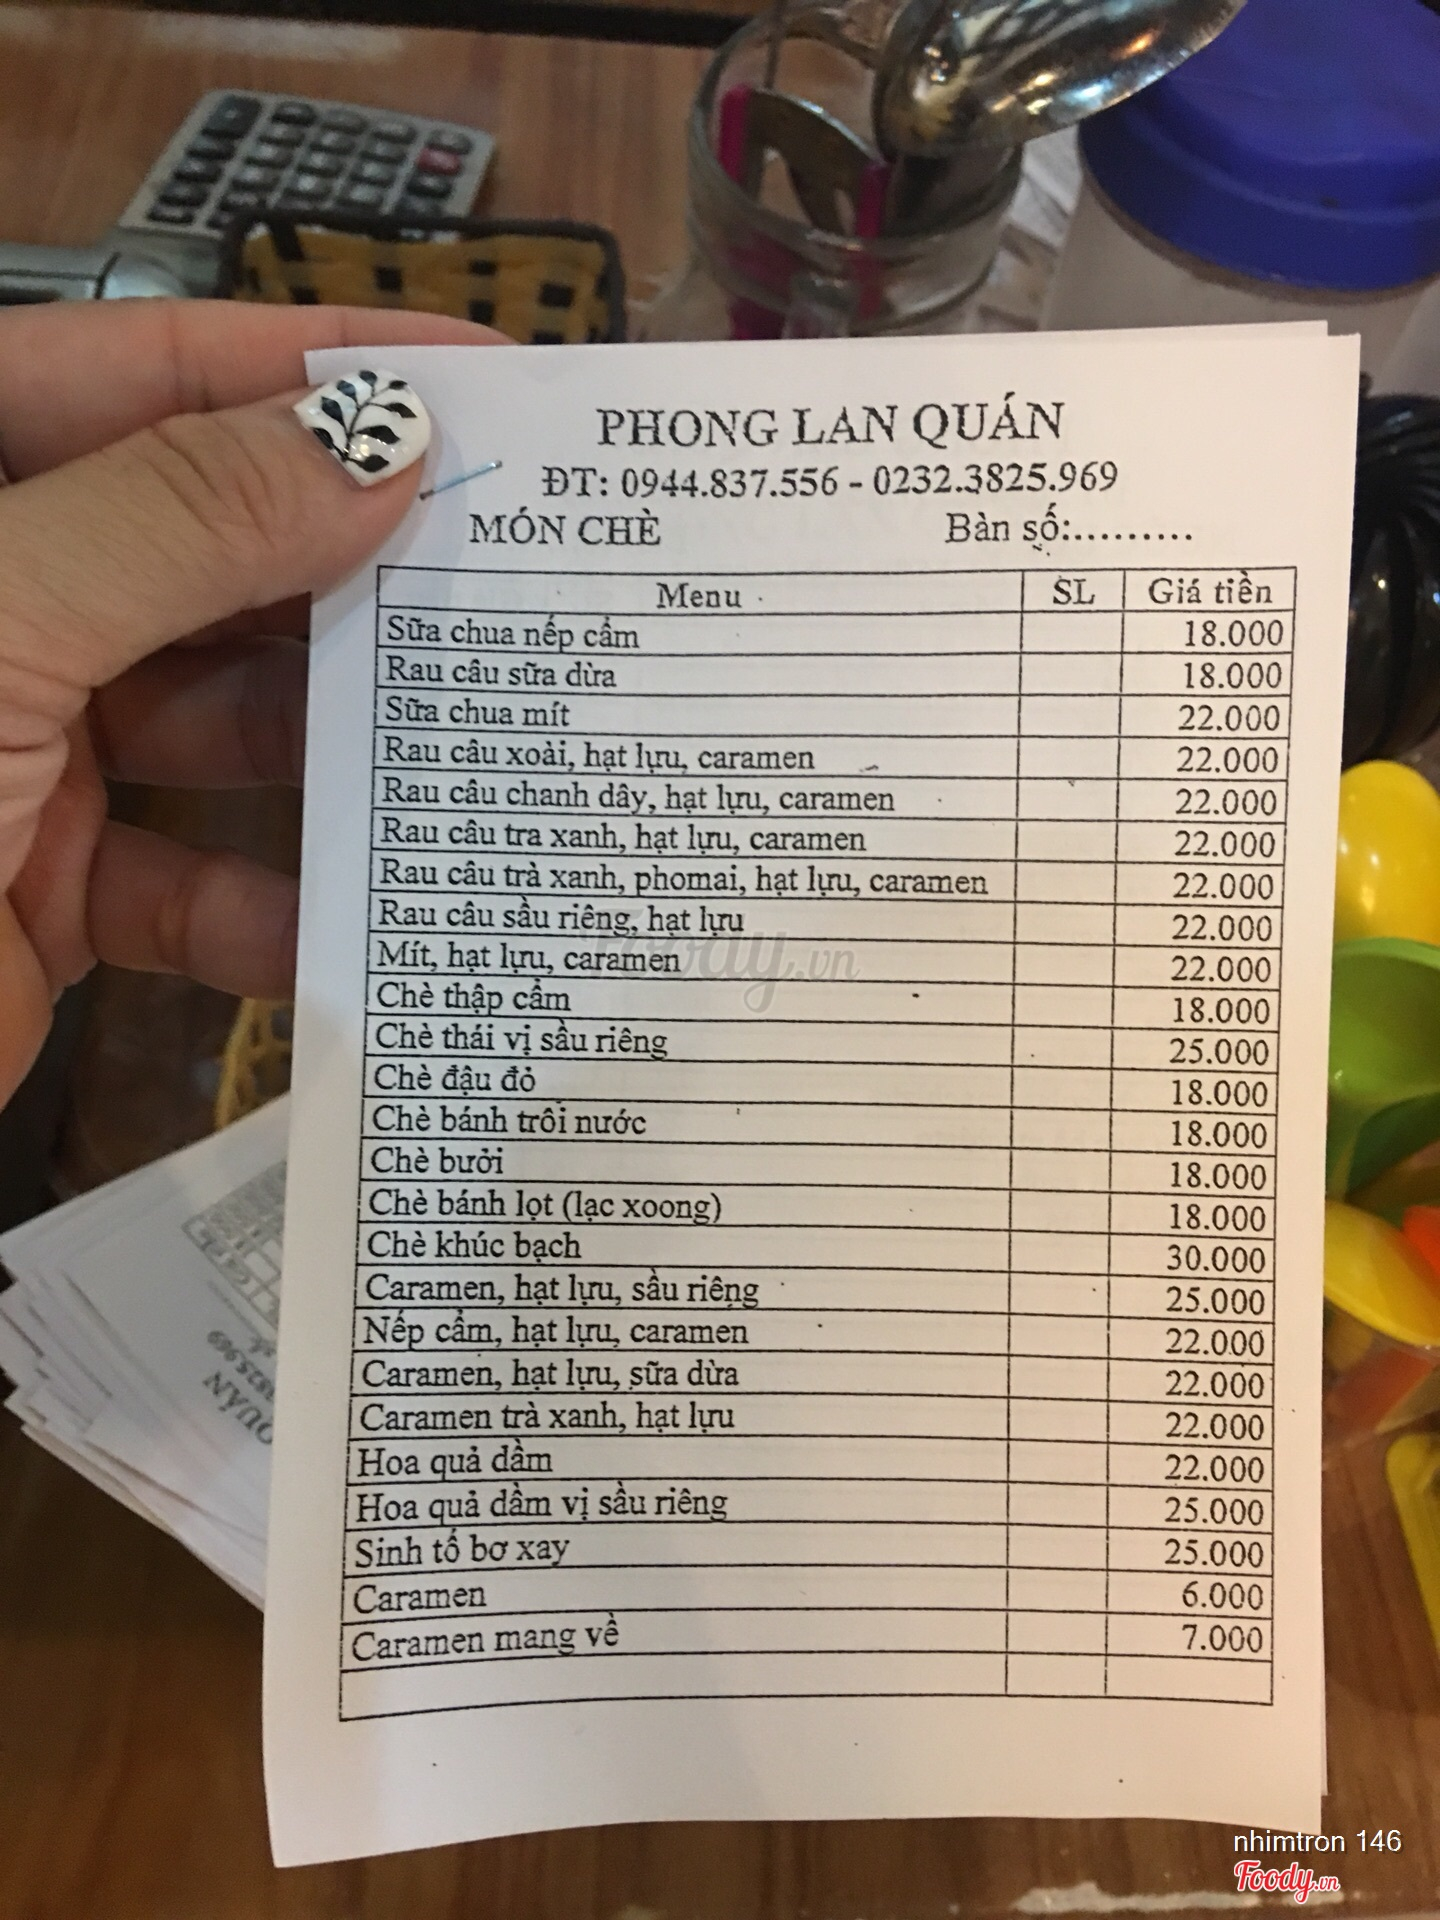 PHONG LAN QUÁN
ĐT: 0944.837.556 - 0232.3825.969
MÓN CHÈ Bàn số:.........
Menu SL Giá tiền
Sữa chua nếp cẩm 18.000
Rau câu sữa dừa 18.000
Sữa chua mít 22.000
Rau câu xoài, hạt lựu, caramen 22.000
Rau câu chanh dây, hạt lựu, caramen 22.000
Rau câu tra xanh, hạt lựu, caramen 22.000
Rau câu trà xanh, phomai, hạt lựu, caramen 22.000
Rau câu sầu riêng, hạt lựu 22.000
Mít, hạt lựu, caramen 22.000
Chè thập cẩm 18.000
Chè thái vị sầu riêng 25.000
Chè đậu đỏ 18.000
Chè bánh trôi nước 18.000
Chè bưởi 18.000
Chè bánh lọt (lạc xoong) 18.000
Chè khúc bạch 30.000
Caramen, hạt lựu, sầu riêng 25.000
Nếp cẩm, hạt lựu, caramen 22.000
Caramen, hạt lựu, sữa dừa 22.000
Caramen trà xanh, hạt lựu 22.000
Hoa quả dầm 22.000
Hoa quả dầm vị sầu riêng 25.000
Sinh tố bơ xay 25.000
Caramen 6.000
Caramen mang về 7.000
Foody.vn
QUÁN
3825.969
nhimtron 146
Foody.vn